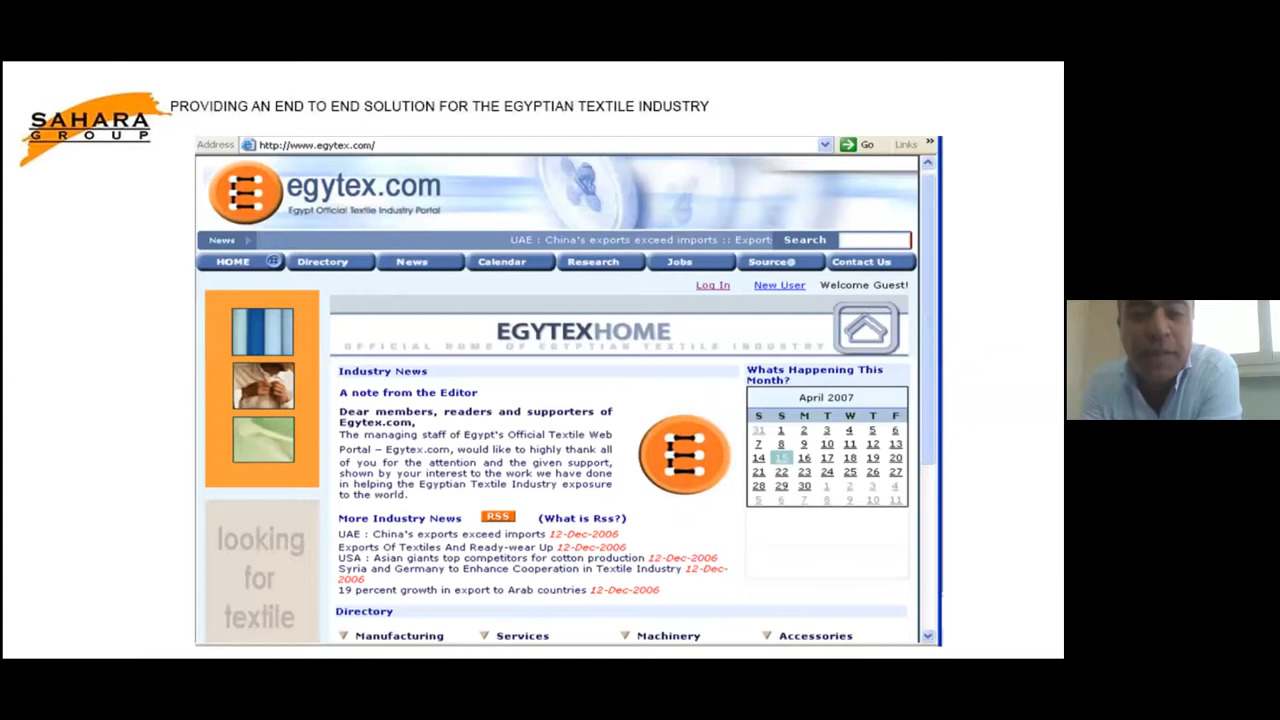 SAHARA
GROUP
PROVIDING AN END TO END SOLUTION FOR THE EGYPTIAN TEXTILE INDUSTRY
Address http://www.egytex.com/ Go Links »
egytex.com
Egypt Official Textile Industry Portal
News UAE : China's exports exceed imports :: Export: Search
HOME Directory News Calendar Research Jobs Source@ Contact Us
Log In New User Welcome Guest!
EGYTEXHOME
OFFICIAL HOME OF EGYPTIAN TEXTILE INDUSTRY
Industry News
A note from the Editor
Dear members, readers and supporters of
Egytex.com,
The managing staff of Egypt's Official Textile Web
Portal – Egytex.com, would like to highly thank all
of you for the attention and the given support,
shown by your interest to the work we have done
in helping the Egyptian Textile Industry exposure
to the world.
More Industry News RSS (What is Rss?)
UAE : China's exports exceed imports 12-Dec-2006
Exports Of Textiles And Ready-wear Up 12-Dec-2006
USA : Asian giants top competitors for cotton production 12-Dec-2006
Syria and Germany to Enhance Cooperation in Textile Industry 12-Dec-
2006
19 percent growth in export to Arab countries 12-Dec-2006
Whats Happening This
Month?
April 2007
S S M T W T F
31 1 2 3 4 5 6
7 8 9 10 11 12 13
14 15 16 17 18 19 20
21 22 23 24 25 26 27
28 29 30 1 2 3 4
5 6 7 8 9 10 11
looking
for
textile
Directory
Manufacturing Services Machinery Accessories